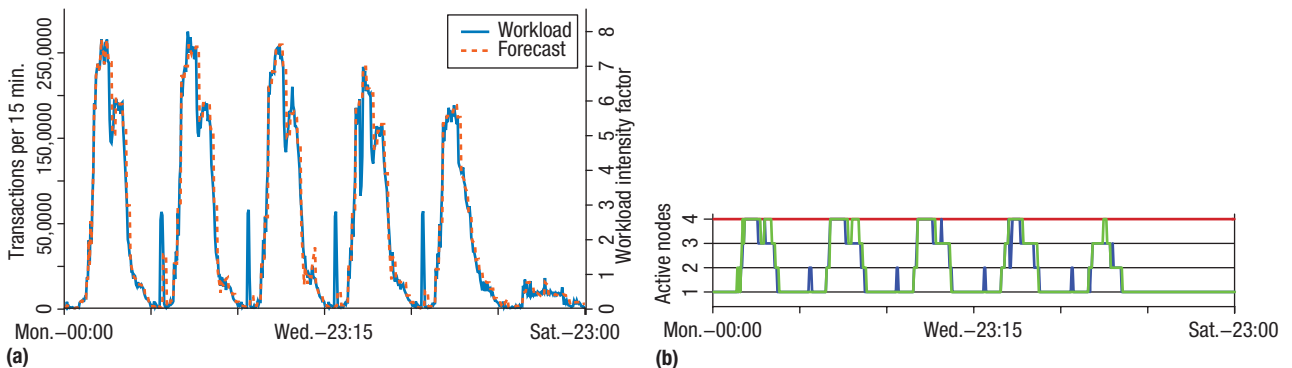 Transactions per 15 min.
250,0000
150,0000
50,0000
0
Workload
Forecast
8
7
6
5
4
3
2
1
0
Workload intensity factor
Mon.–00:00
Wed.–23:15
Sat.–23:00
(a)
Active nodes
4
3
2
1
Mon.–00:00
Wed.–23:15
Sat.–23:00
(b)